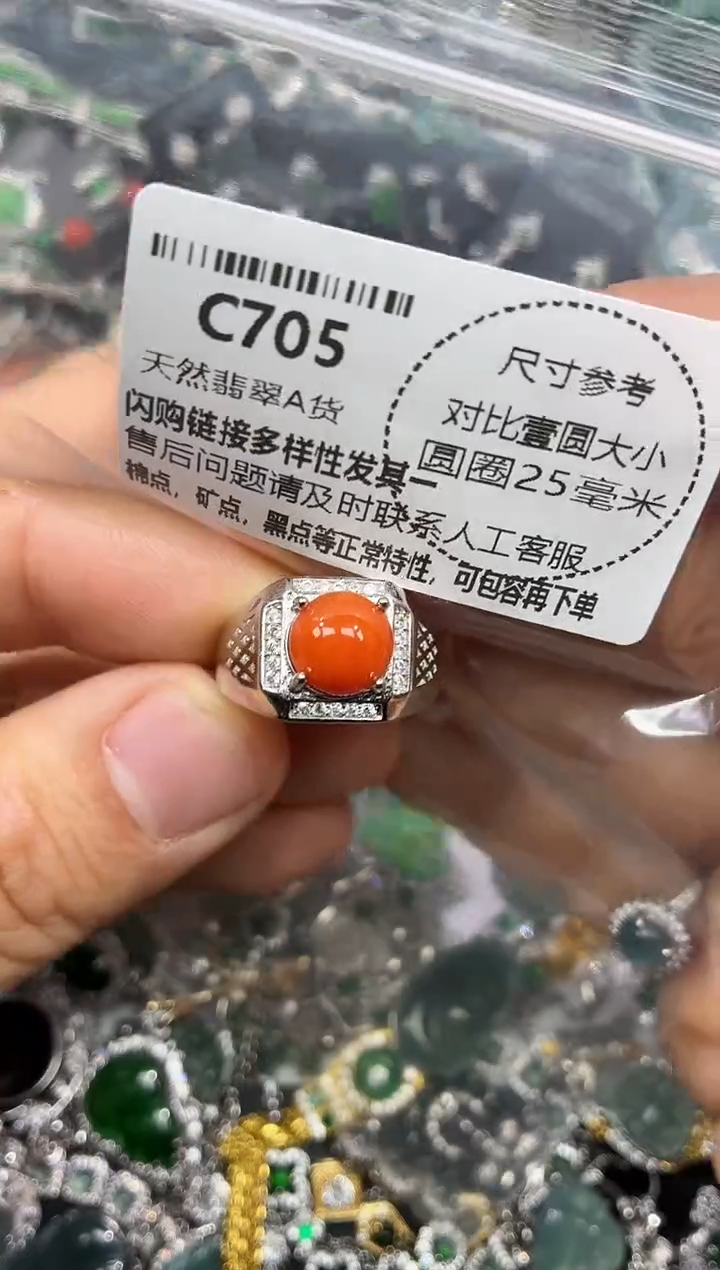 C705
天然翡翠A货
闪购链接多样性发其一
售后问题请及时联系人工客服
棉点，矿点，黑点等正常特性，可包容再下单
尺寸参考
对比壹圆大小
圆圈25毫米